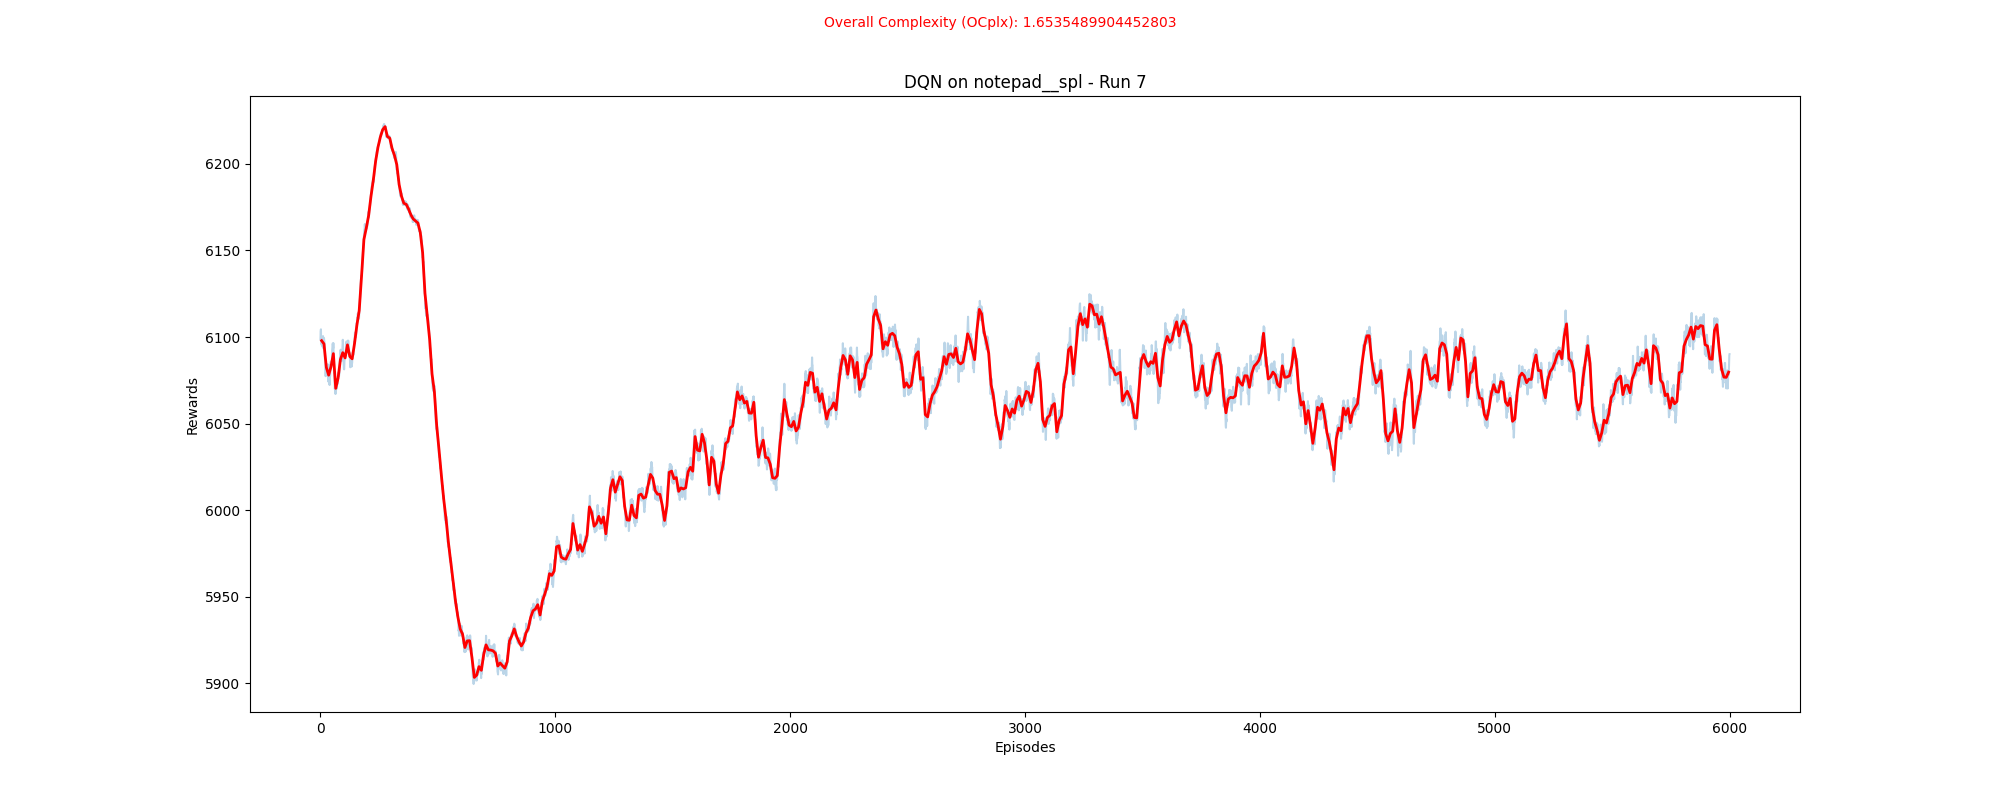 Overall Complexity (OCplx): 1.6535489904452803
DQN on notepad__spl - Run 7
6200
6150
6100
6050
6000
5950
5900
Rewards
0 1000 2000 3000 4000 5000 6000
Episodes